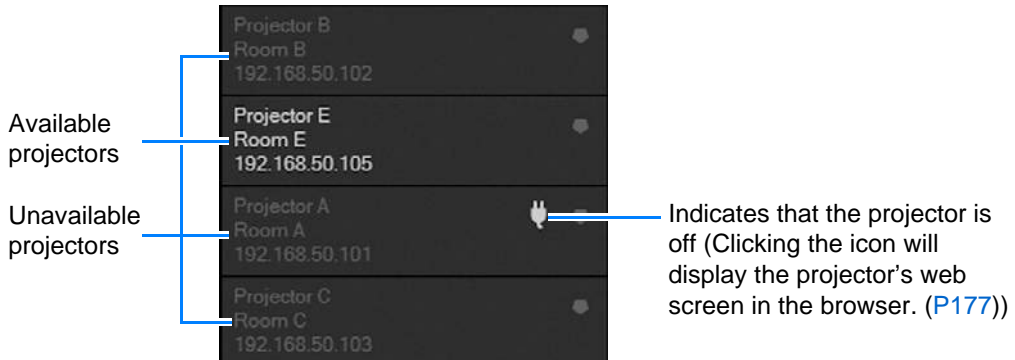 Projector B
Room B
192.168.50.102
Available
projectors
Projector E
Room E
192.168.50.105
Unavailable
projectors
Projector A
Room A
192.168.50.101
Indicates that the projector is
off (Clicking the icon will
display the projector's web
screen in the browser. (P177))
Projector C
Room C
192.168.50.103